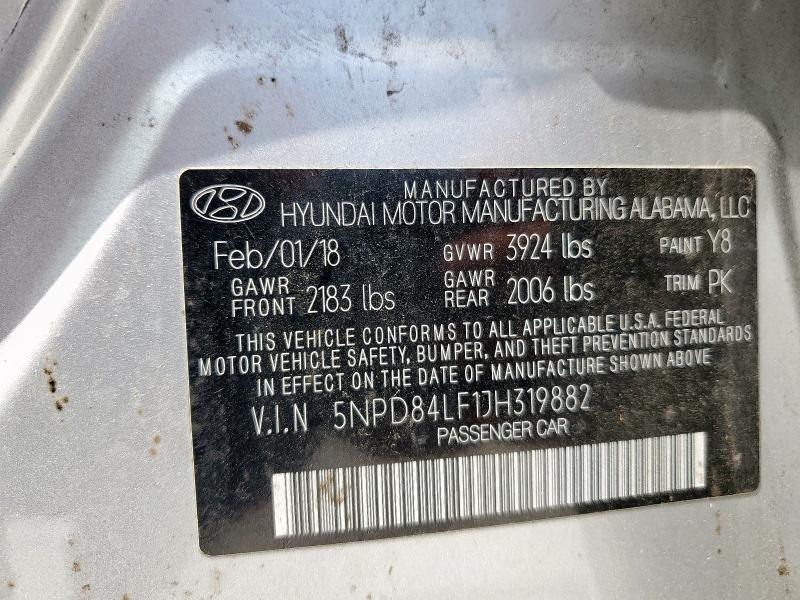 MANUFACTURED BY
HYUNDAI MOTOR MANUFACTURING ALABAMA, LLC
Feb/01/18 GVWR 3924 lbs PAINT Y8
GAWR FRONT 2183 lbs GAWR REAR 2006 lbs TRIM PK
THIS VEHICLE CONFORMS TO ALL APPLICABLE U.S.A. FEDERAL
MOTOR VEHICLE SAFETY, BUMPER, AND THEFT PREVENTION STANDARDS
IN EFFECT ON THE DATE OF MANUFACTURE SHOWN ABOVE
V.I.N 5NPD84LF1JH319882
PASSENGER CAR